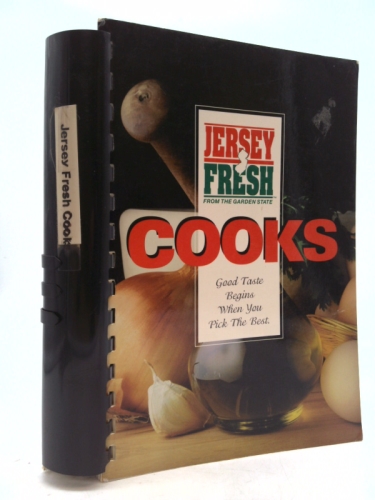 Jersey Fresh Cook
JERSEY
FRESH
FROM THE GARDEN STATE
COOKS
Good Taste
Begins
When You
Pick The Best.